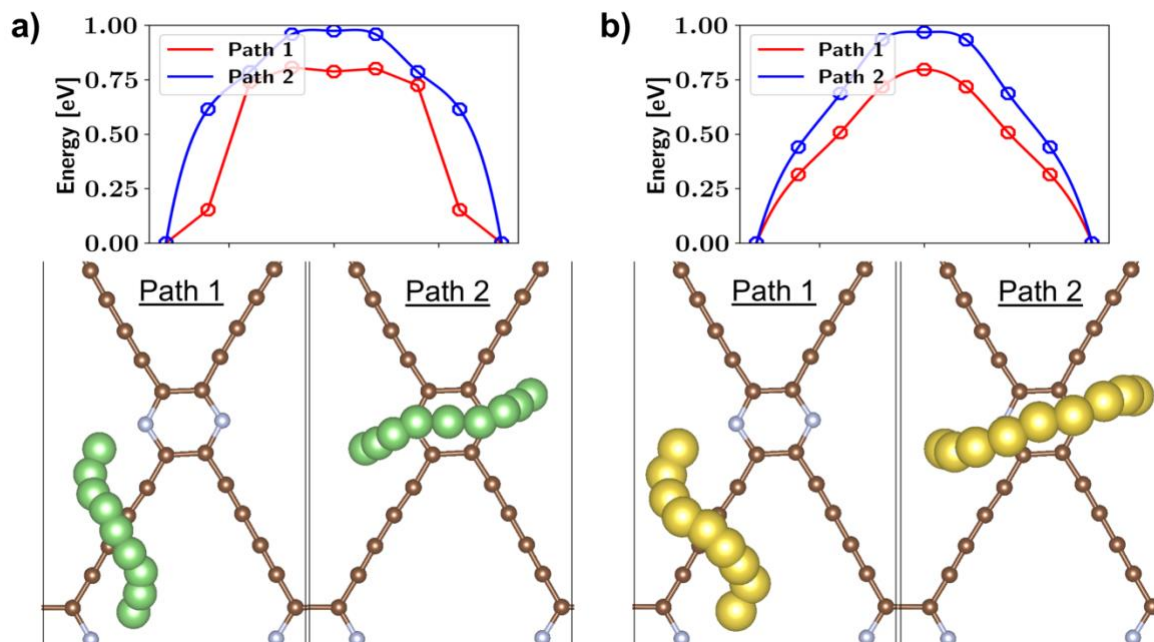 a)
Energy [eV]
1.00
0.75
0.50
0.25
0.00
Path 1
Path 2
Path 1
Path 2
b)
Energy [eV]
1.00
0.75
0.50
0.25
0.00
Path 1
Path 2
Path 1
Path 2